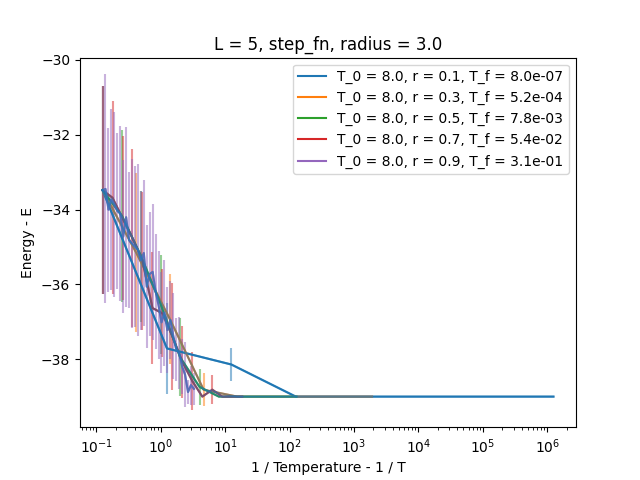 L = 5, step_fn, radius = 3.0
Energy - E
−30
−32
−34
−36
−38
T_0 = 8.0, r = 0.1, T_f = 8.0e-07
T_0 = 8.0, r = 0.3, T_f = 5.2e-04
T_0 = 8.0, r = 0.5, T_f = 7.8e-03
T_0 = 8.0, r = 0.7, T_f = 5.4e-02
T_0 = 8.0, r = 0.9, T_f = 3.1e-01
10⁻¹ 10⁰ 10¹ 10² 10³ 10⁴ 10⁵ 10⁶
1 / Temperature - 1 / T